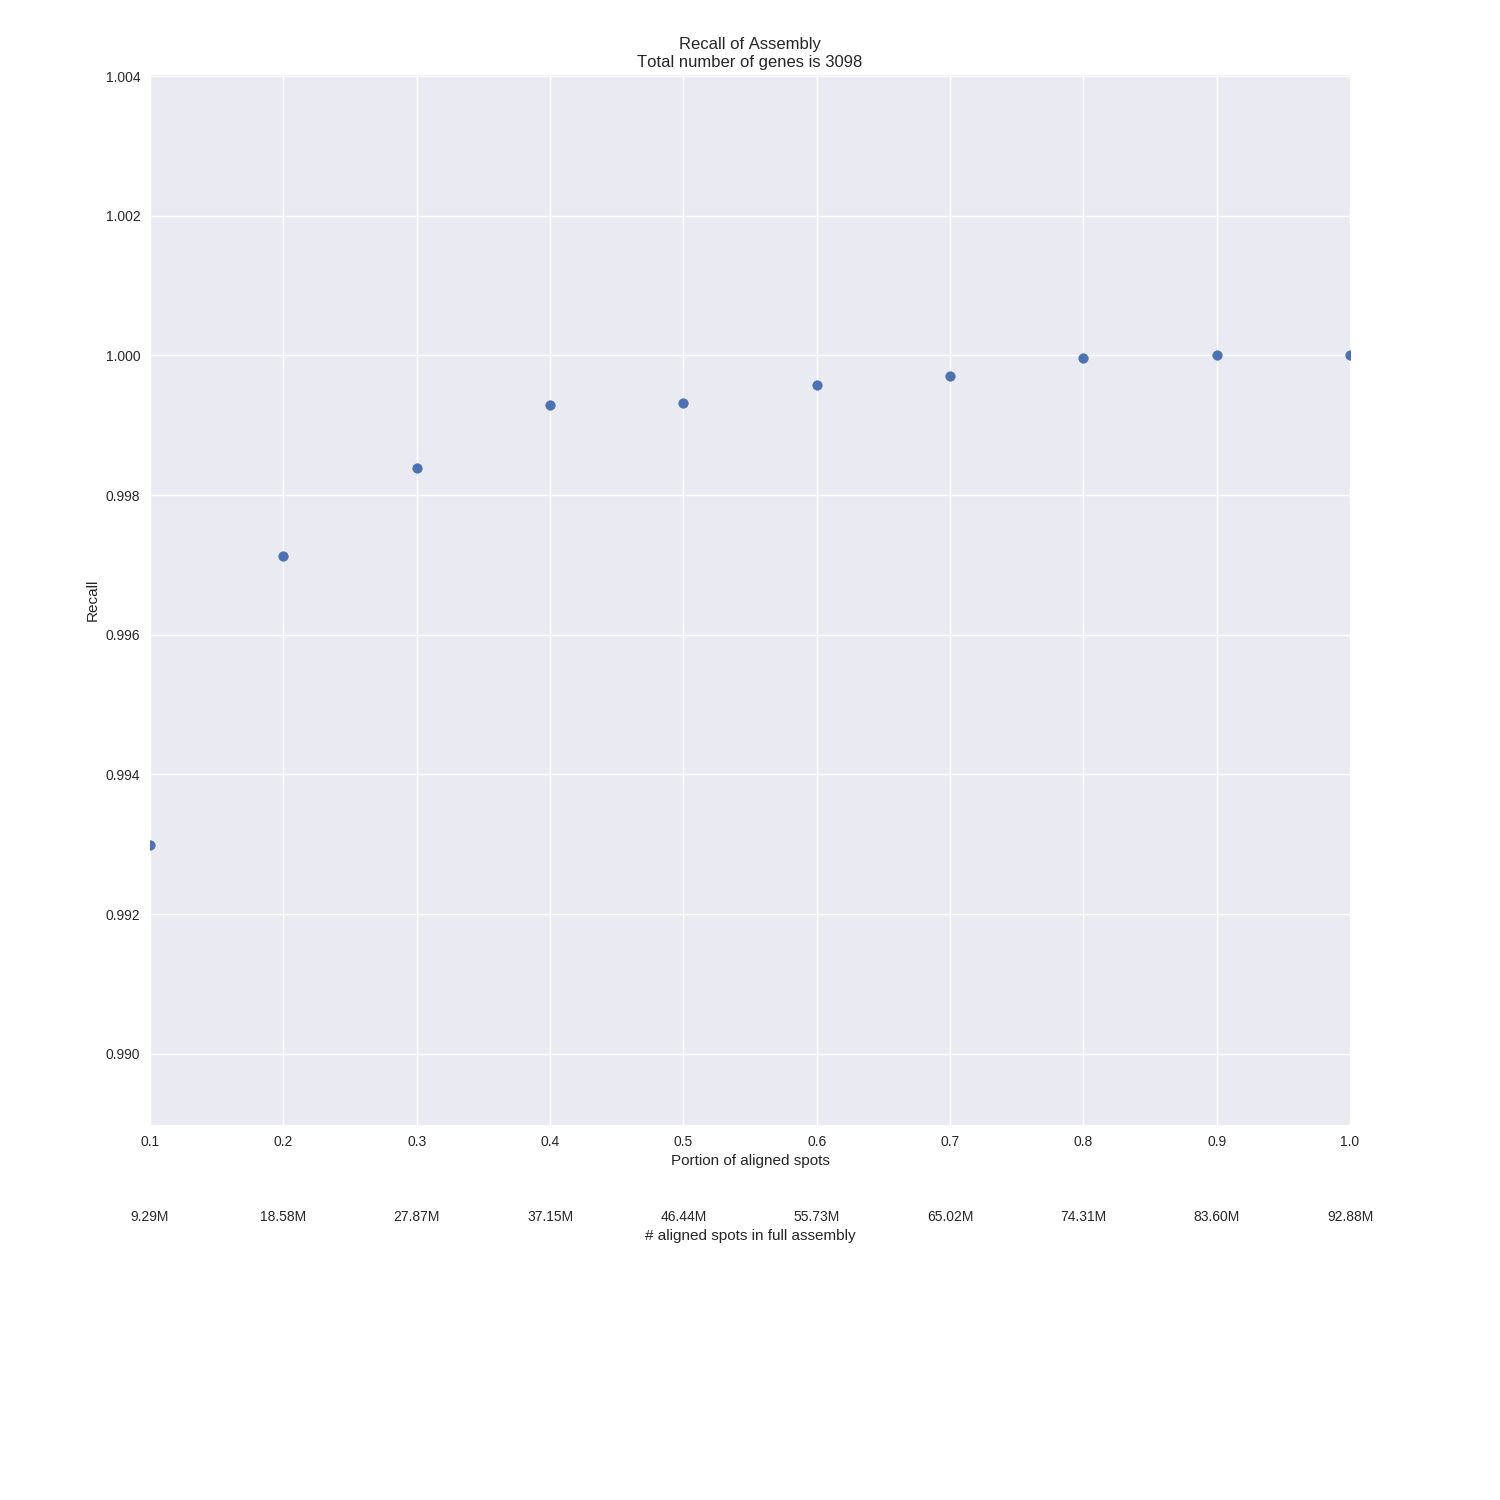 Recall of Assembly
Total number of genes is 3098
1.004
1.002
1.000
0.998
0.996
0.994
0.992
0.990
Recall
0.1 0.2 0.3 0.4 0.5 0.6 0.7 0.8 0.9 1.0
Portion of aligned spots
9.29M 18.58M 27.87M 37.15M 46.44M 55.73M 65.02M 74.31M 83.60M 92.88M
# aligned spots in full assembly